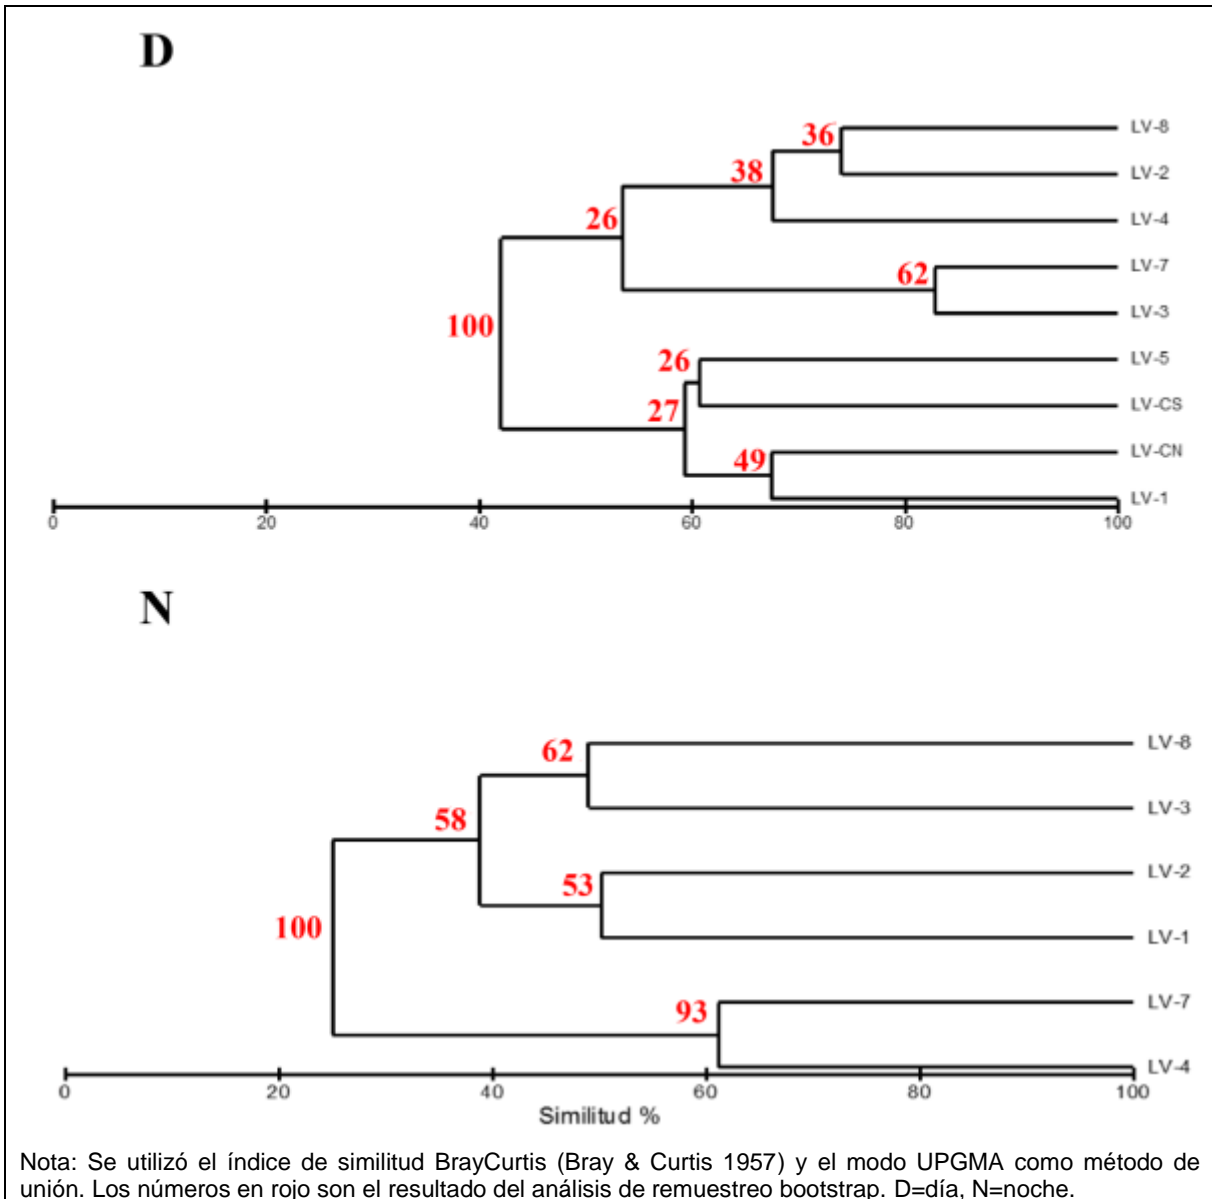 D
36
LV-8
LV-2
38
LV-4
26
62
LV-7
LV-3
100
26
LV-5
LV-CS
27
49
LV-CN
LV-1
0 20 40 60 80 100
N
62
LV-8
LV-3
58
53
LV-2
LV-1
100
93
LV-7
LV-4
0 20 40 60 80 100
Similitud %
Nota: Se utilizó el índice de similitud BrayCurtis (Bray & Curtis 1957) y el modo UPGMA como método de
unión. Los números en rojo son el resultado del análisis de remuestreo bootstrap. D=día, N=noche.